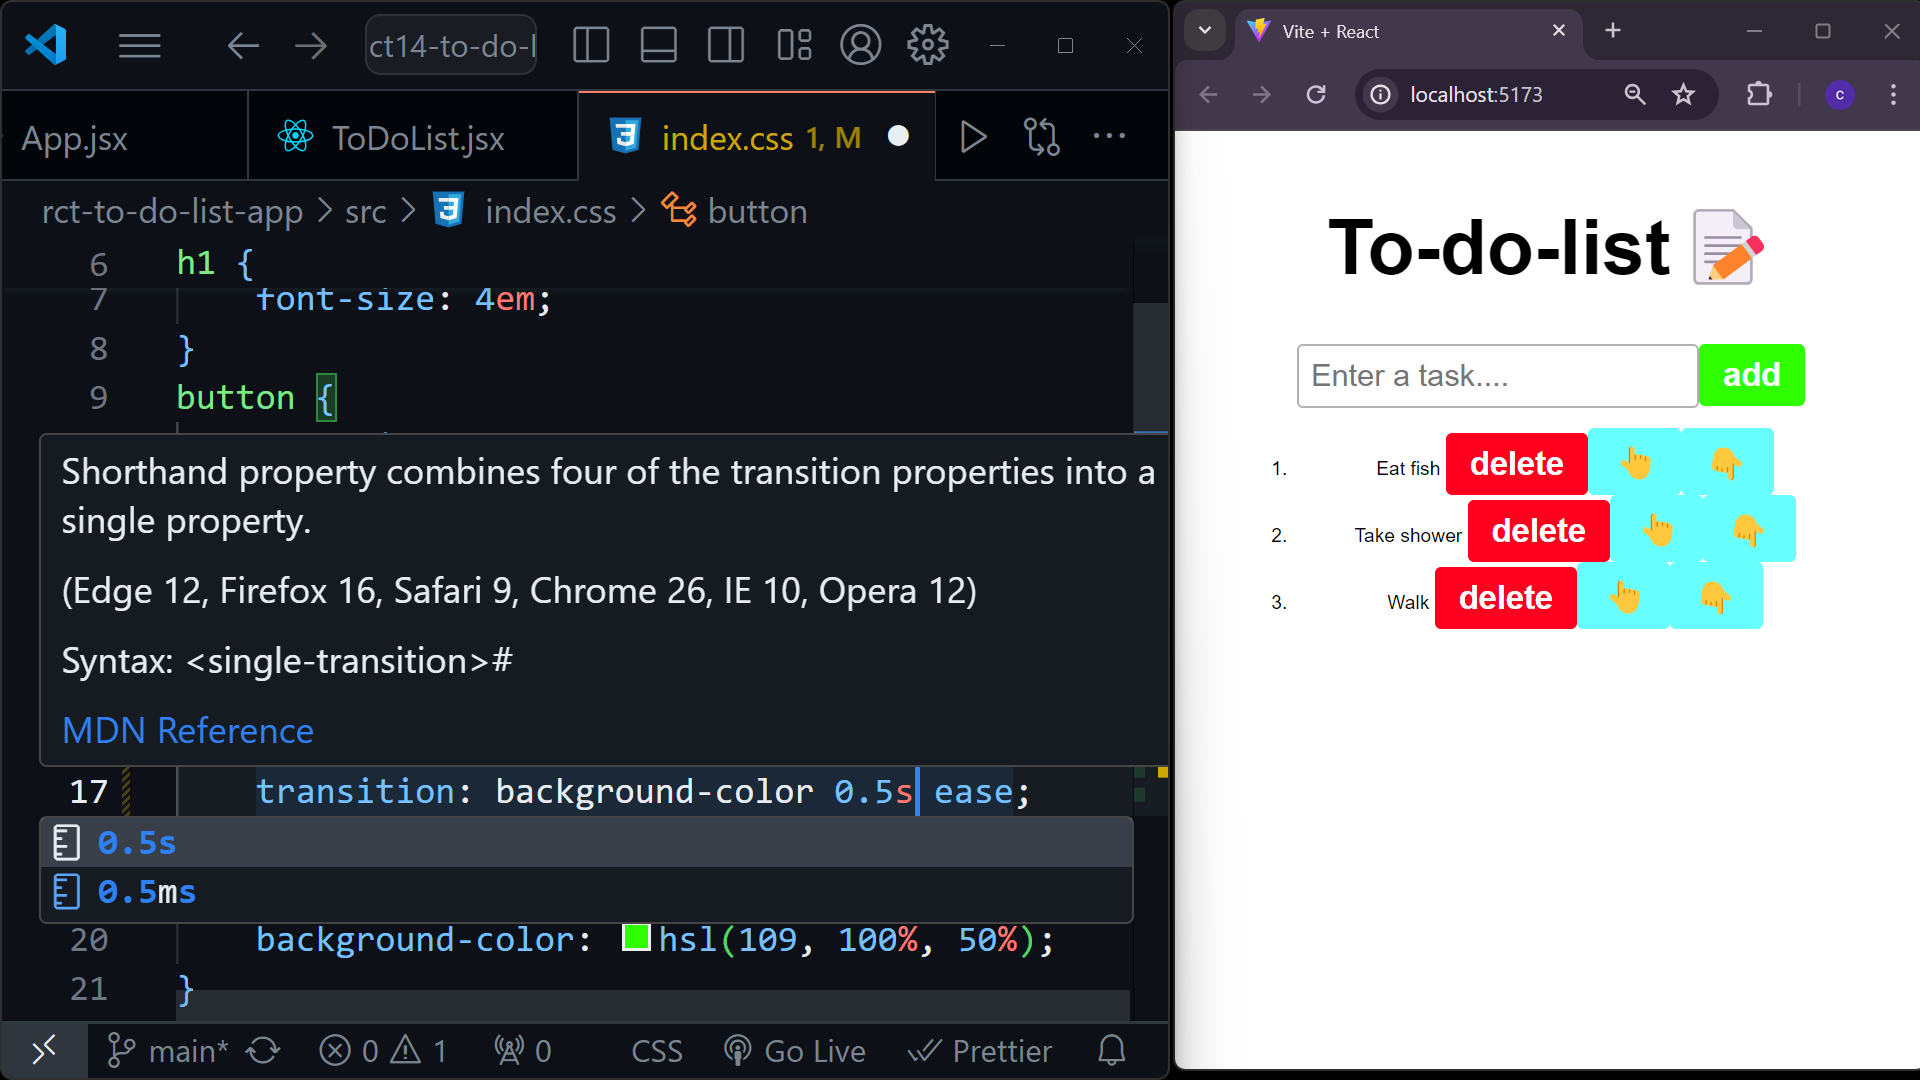 ct14-to-do-l
App.jsx
ToDoList.jsx
index.css 1, M
rct-to-do-list-app > src > index.css > button
6 h1 {
7 font-size: 4em;
8 }
9 button {
Shorthand property combines four of the transition properties into a
single property.
(Edge 12, Firefox 16, Safari 9, Chrome 26, IE 10, Opera 12)
Syntax: <single-transition>#
MDN Reference
17 transition: background-color 0.5s ease;
0.5s
0.5ms
20 background-color: hsl(109, 100%, 50%);
21 }
main* 0 1 0 CSS Go Live Prettier
Vite + React
localhost:5173
c
To-do-list
Enter a task....
add
1. Eat fish delete
2. Take shower delete
3. Walk delete